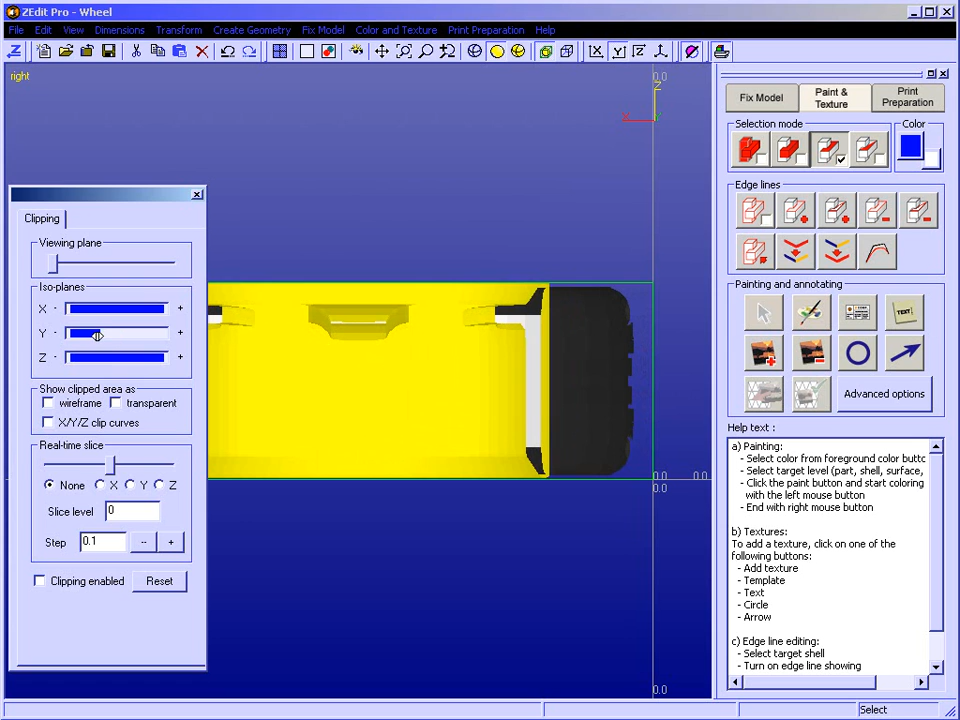 ZEdit Pro - Wheel
File Edit View Dimensions Transform Create Geometry Fix Model Color and Texture Print Preparation Help
right
0.0
Z
X
Y
Fix Model
Paint &
Texture
Print
Preparation
Selection mode
Color
Edge lines
Painting and annotating
TEXT
Advanced options
Help text :
a) Painting:
- Select color from foreground color buttc
- Select target level (part, shell, surface,
- Click the paint button and start coloring
with the left mouse button
- End with right mouse button
b) Textures:
To add a texture, click on one of the
following buttons:
- Add texture
- Template
- Text
- Circle
- Arrow
c) Edge line editing:
- Select target shell
- Turn on edge line showing
Clipping
Viewing plane
Iso-planes
X - +
Y - +
Z - +
Show clipped area as
wireframe transparent
X/Y/Z clip curves
Real-time slice
None X Y Z
Slice level 0
Step 0.1 -- +
Clipping enabled Reset
0.0 0.0
0.0
0.0
Select